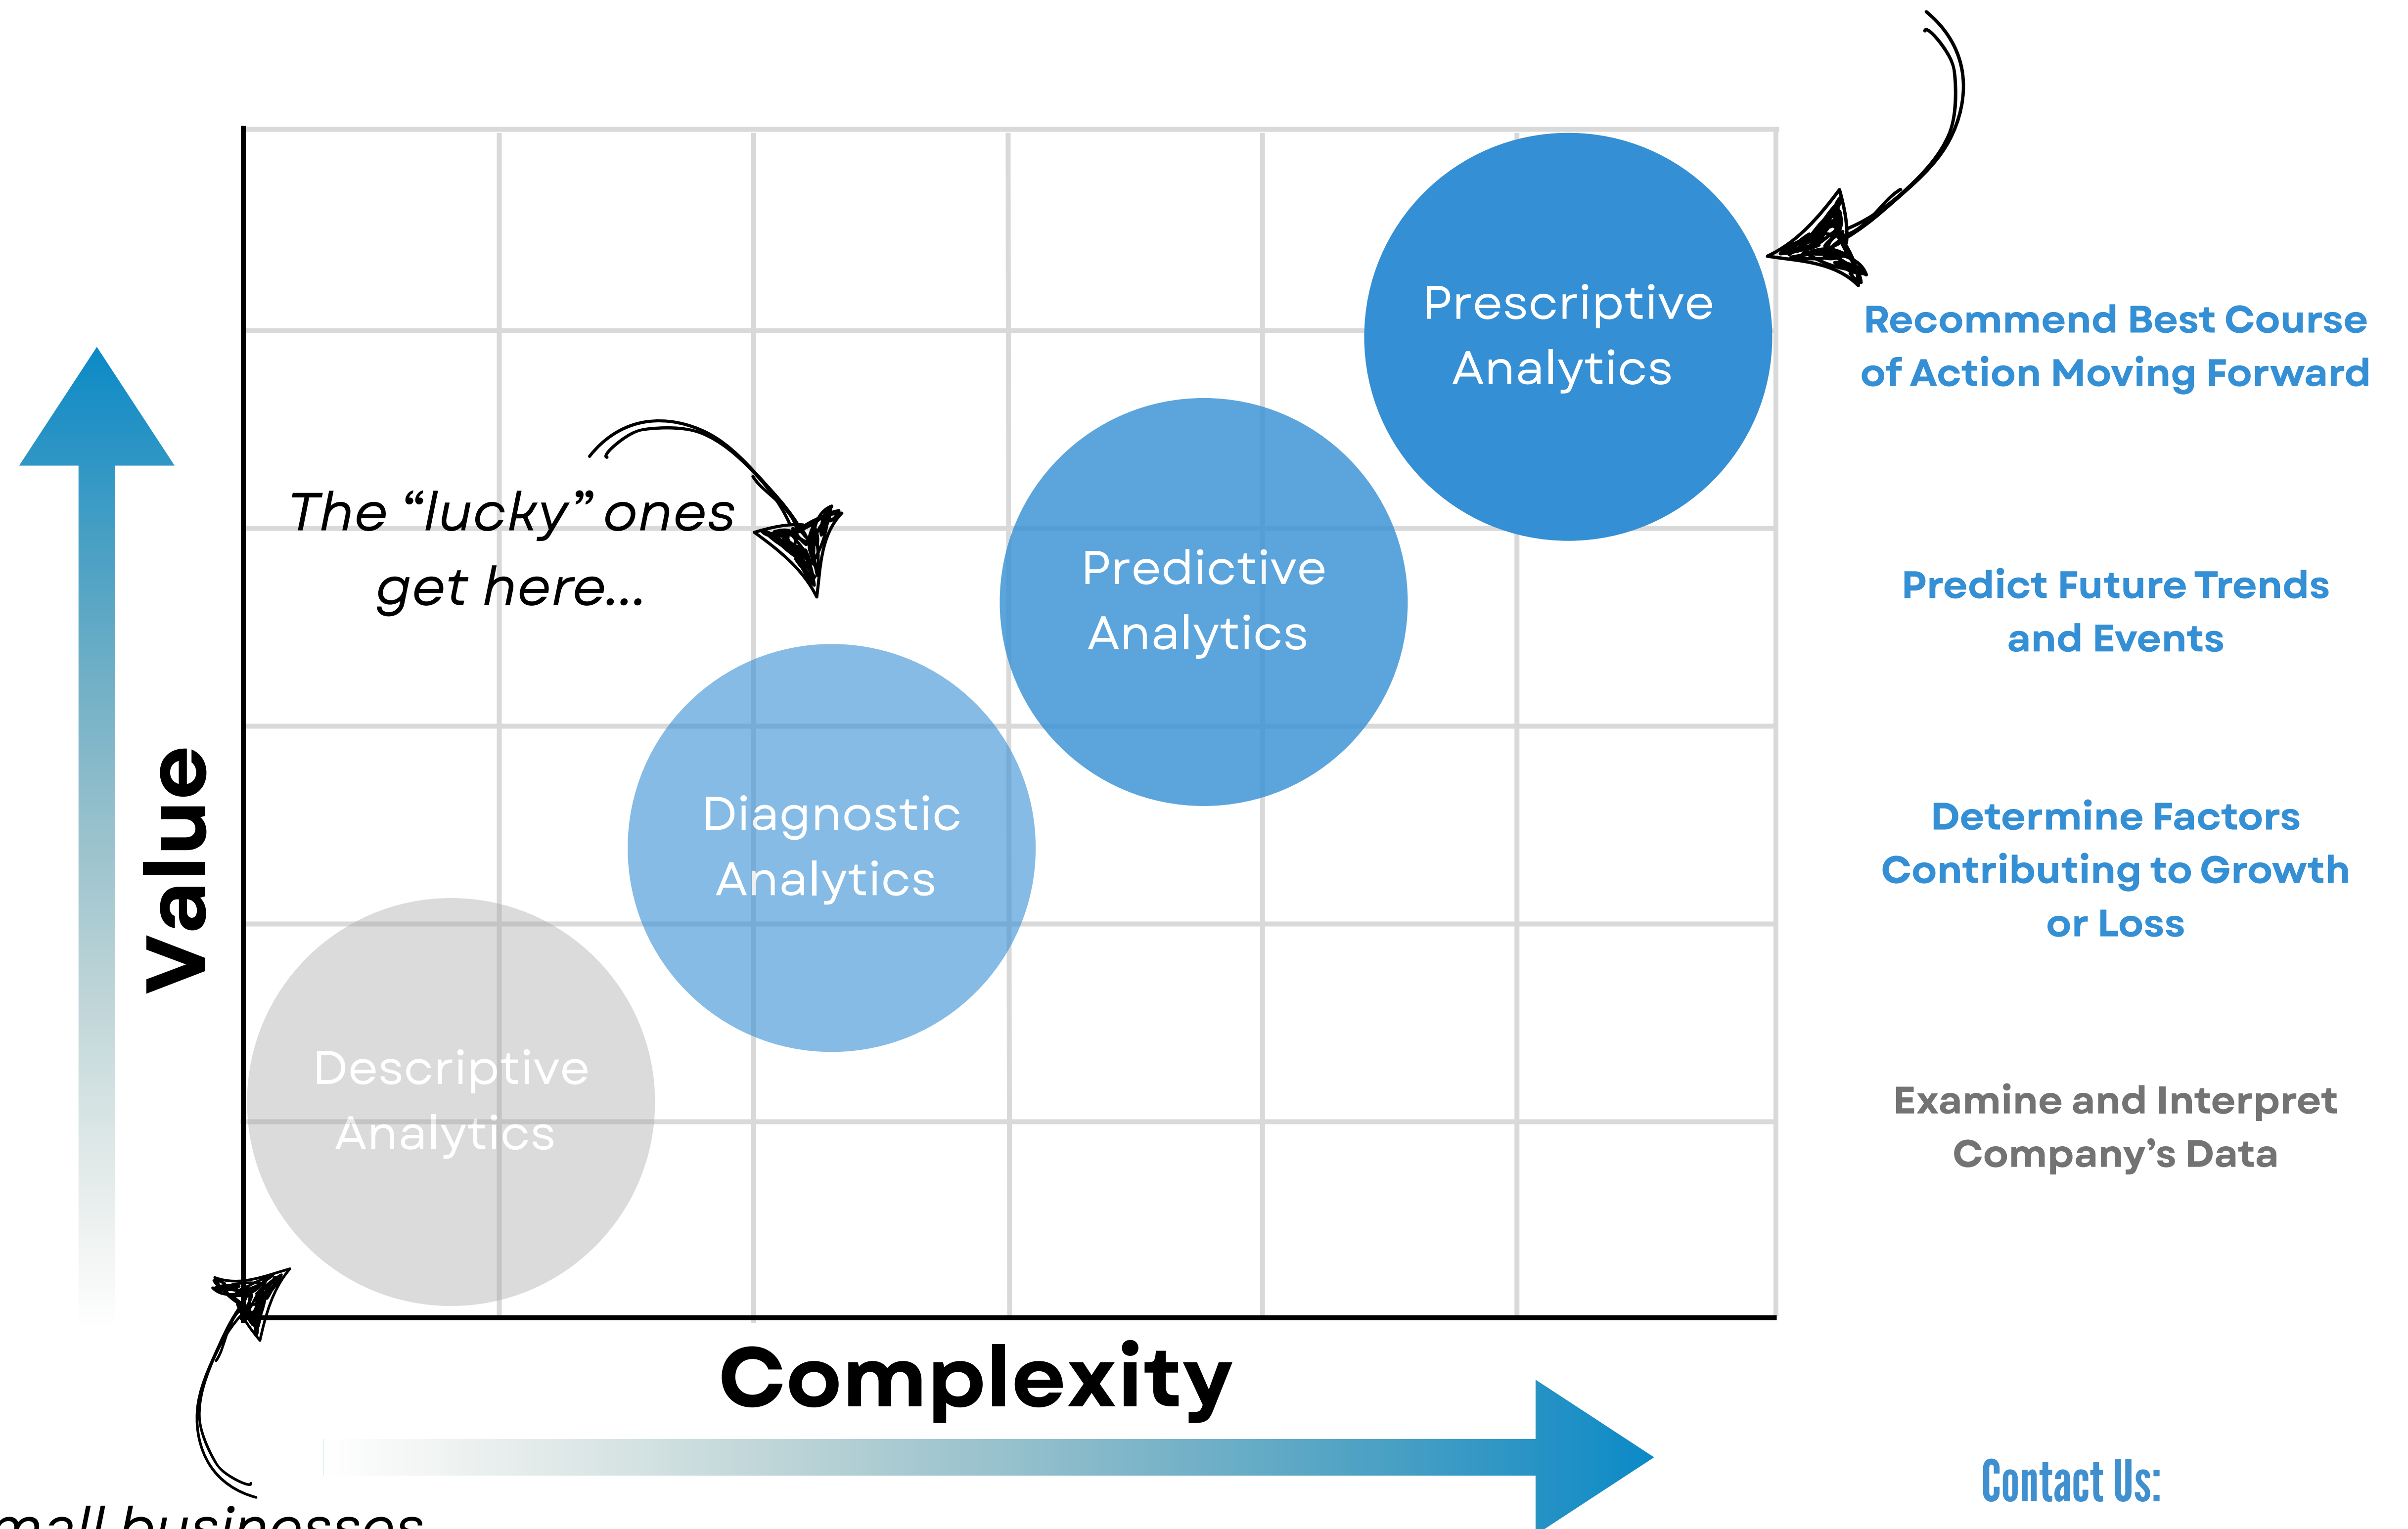 Prescriptive
Analytics
Recommend Best Course
of Action Moving Forward
The “lucky” ones
get here...
Predictive
Analytics
Predict Future Trends
and Events
Diagnostic
Analytics
Determine Factors
Contributing to Growth
or Loss
Value
Descriptive
Analytics
Examine and Interpret
Company’s Data
Complexity
Contact Us:
businesses